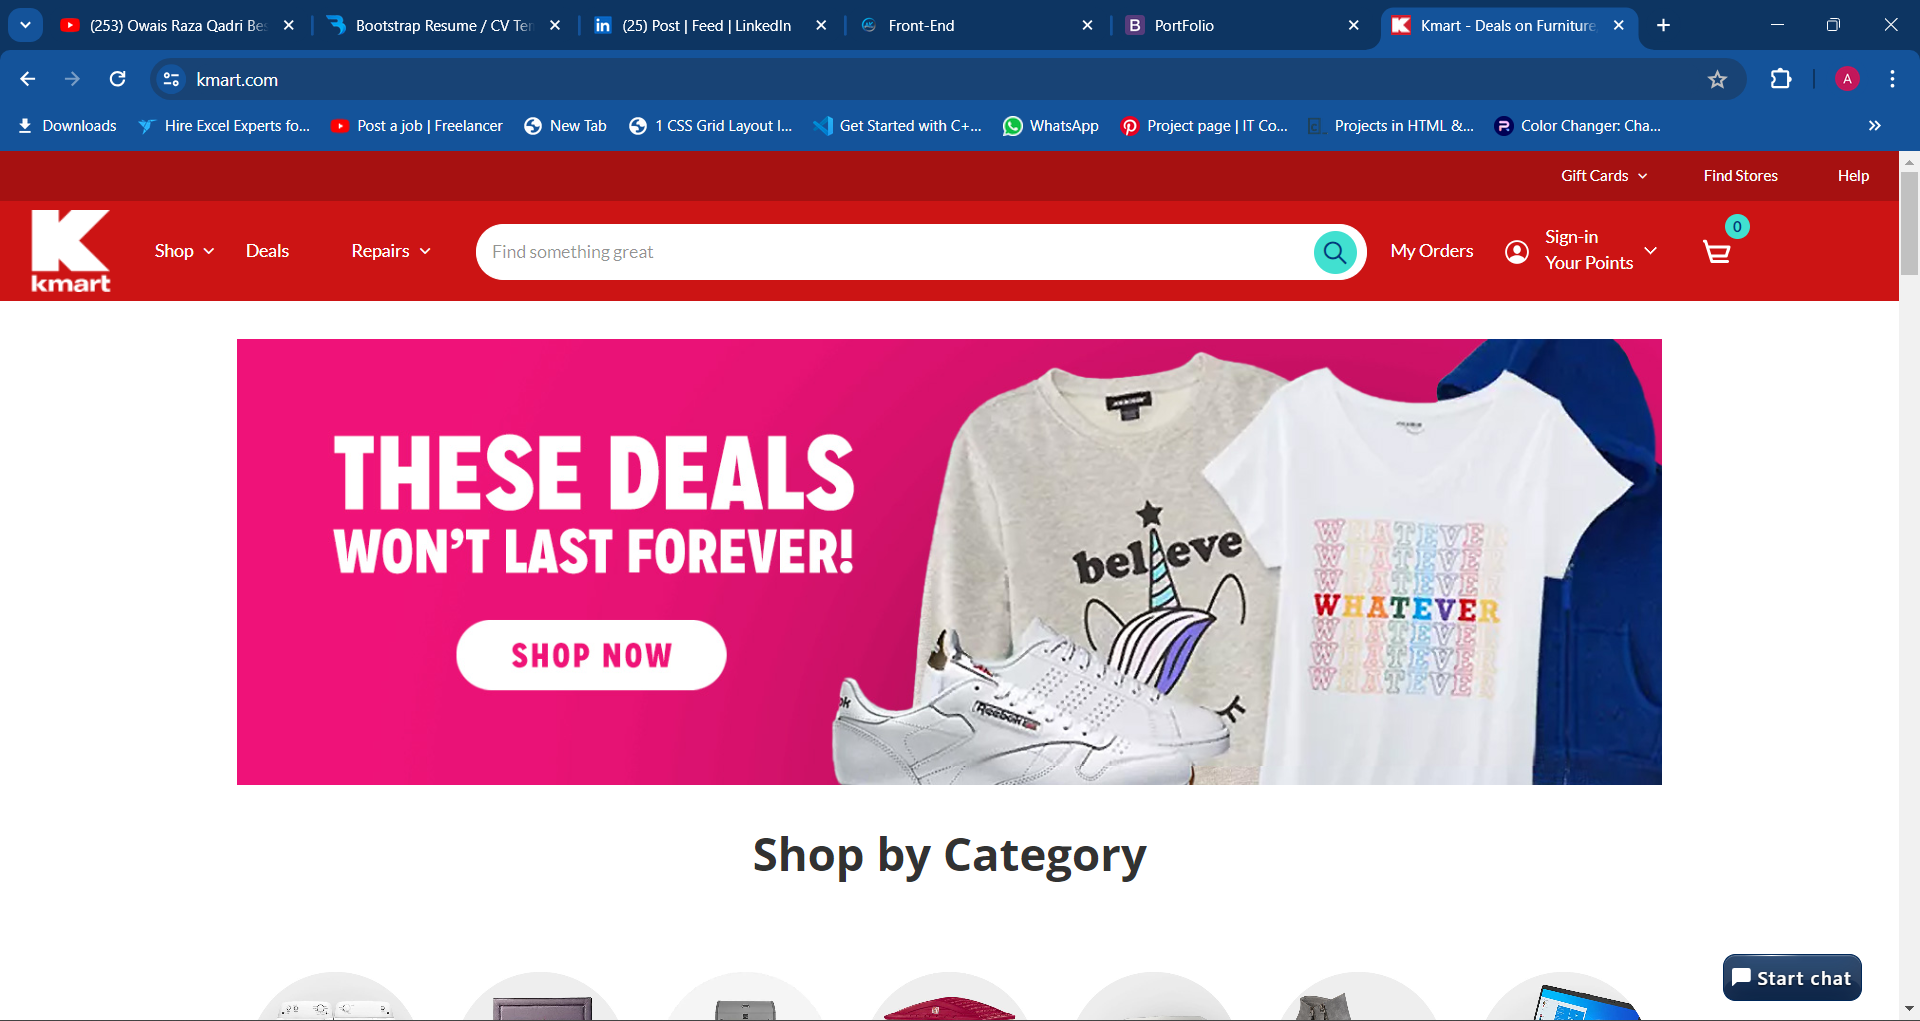 (253) Owais Raza Qadri Bes
Bootstrap Resume / CV Tem
(25) Post | Feed | LinkedIn
Front-End
PortFolio
Kmart - Deals on Furniture,
kmart.com
A
Downloads
Hire Excel Experts fo...
Post a job | Freelancer
New Tab
1 CSS Grid Layout I...
Get Started with C+...
WhatsApp
Project page | IT Co...
Projects in HTML &...
Color Changer: Cha...
Gift Cards
Find Stores
Help
kmart
Shop
Deals
Repairs
Find something great
My Orders
Sign-in
Your Points
0
THESE DEALS
WON'T LAST FOREVER!
SHOP NOW
believe
Reebok
WHATEVER
WHATEVER
WHATEVER
WHATEVER
WHATEVER
WHATEVER
WHATEVER
Shop by Category
Start chat